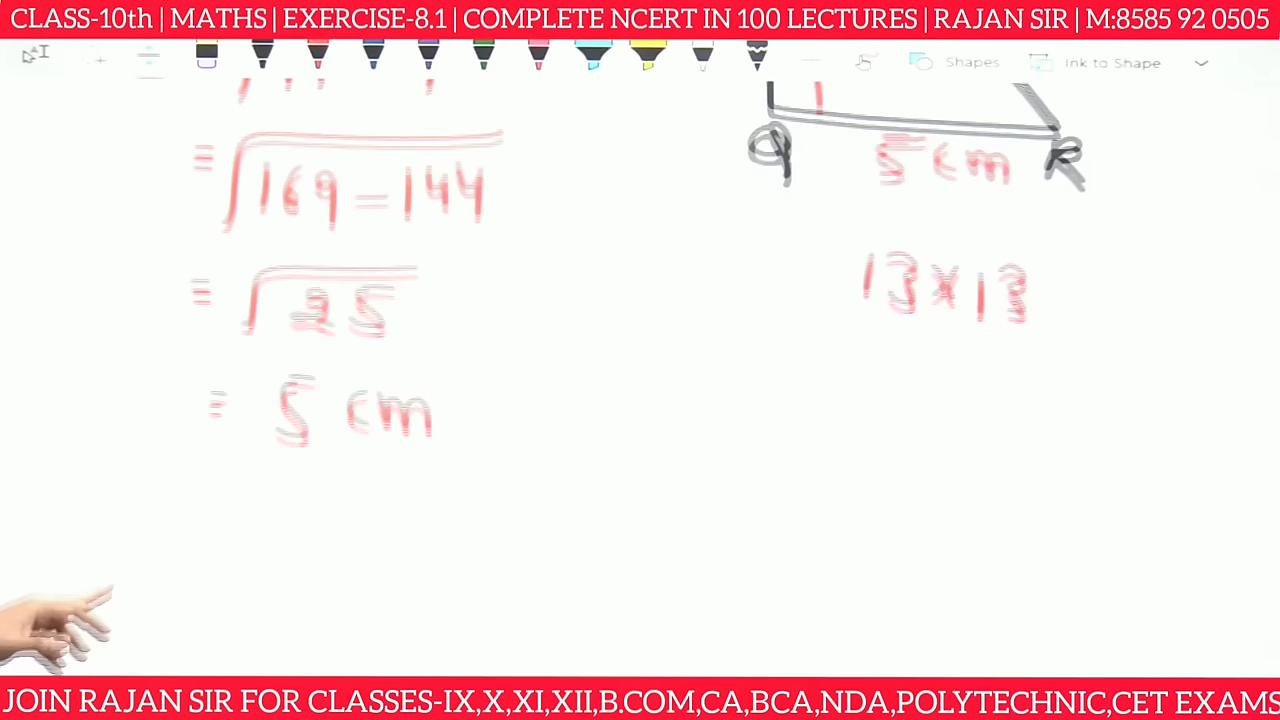 CLASS-10th | MATHS | EXERCISE-8.1 | COMPLETE NCERT IN 100 LECTURES | RAJAN SIR | M:8585 92 0505
Shapes Ink to Shape
Q 5 cm R
= √169 - 144
13 × 13
= √25
= 5 cm
JOIN RAJAN SIR FOR CLASSES-IX,X,XI,XII,B.COM,CA,BCA,NDA,POLYTECHNIC,CET EXAMS